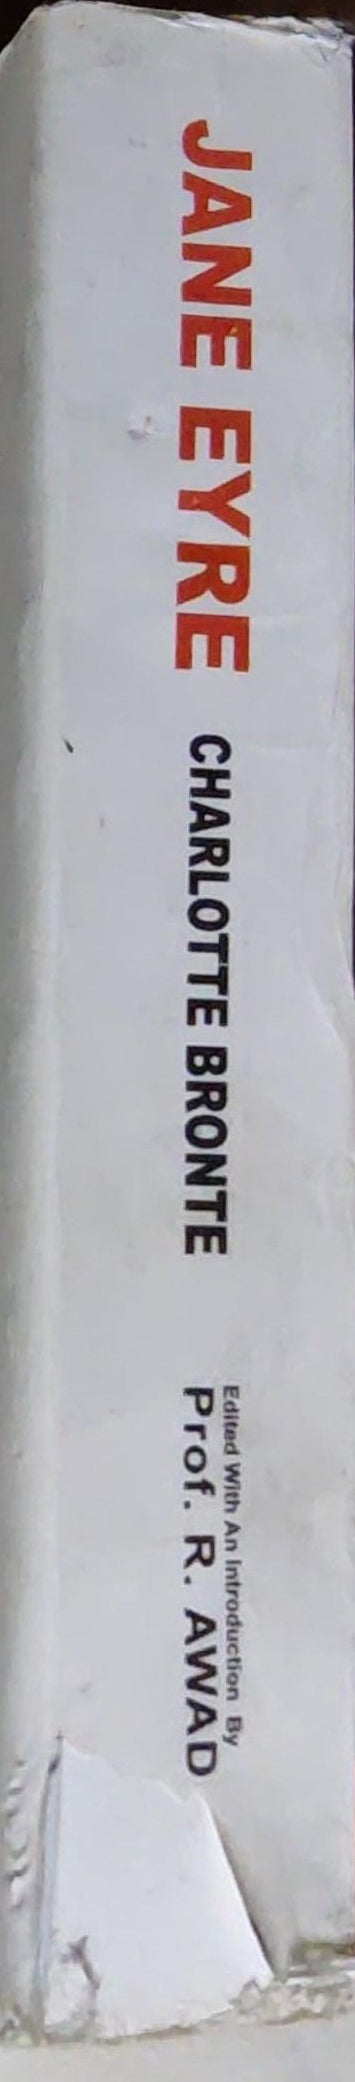 JANE EYRE
CHARLOTTE BRONTE
Edited With An Introduction By
Prof. R. AWAD